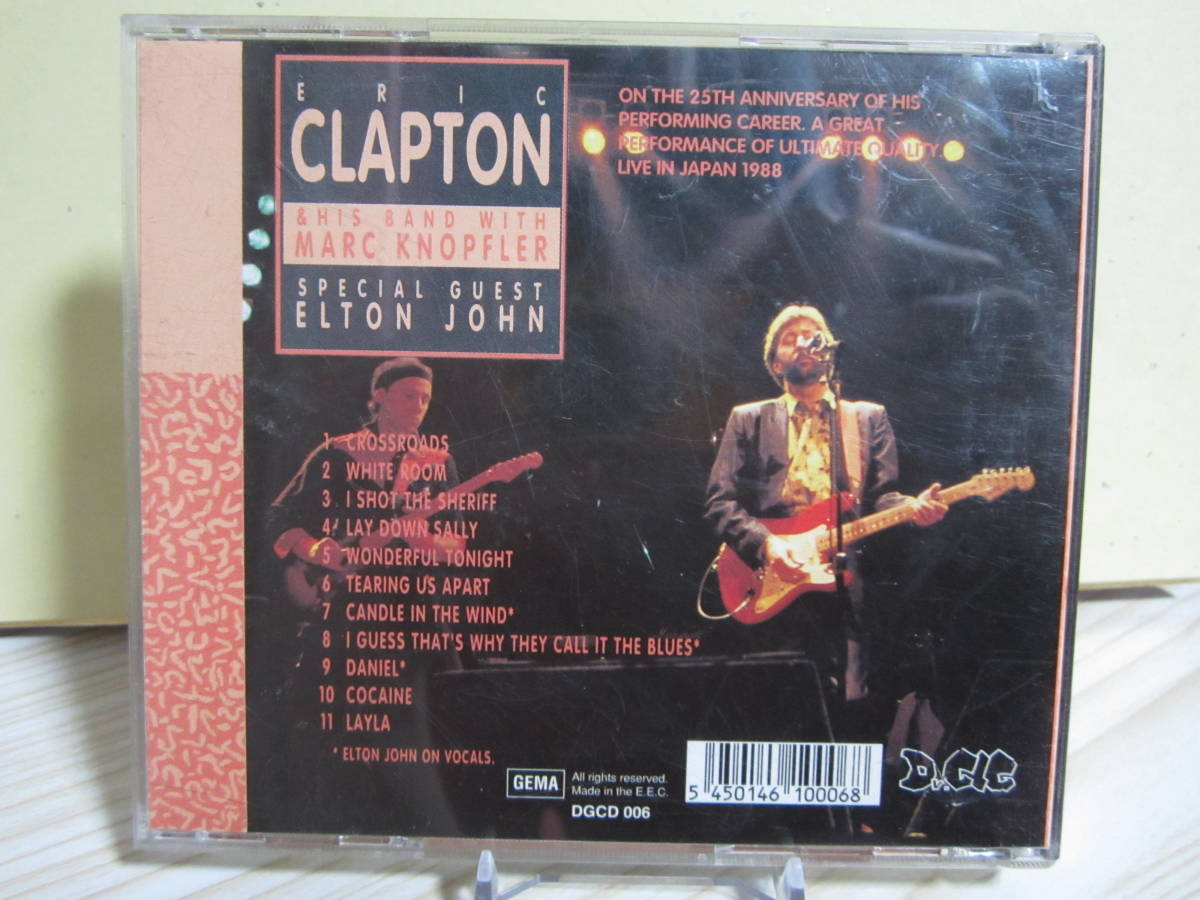 ERIC
CLAPTON
& HIS BAND WITH
MARC KNOPFLER
SPECIAL GUEST
ELTON JOHN
ON THE 25TH ANNIVERSARY OF HIS
PERFORMING CAREER. A GREAT
PERFORMANCE OF ULTIMATE QUALITY.
LIVE IN JAPAN 1988
1 CROSSROADS
2 WHITE ROOM
3 I SHOT THE SHERIFF
4 LAY DOWN SALLY
5 WONDERFUL TONIGHT
6 TEARING US APART
7 CANDLE IN THE WIND*
8 I GUESS THAT'S WHY THEY CALL IT THE BLUES*
9 DANIEL*
10 COCAINE
11 LAYLA
* ELTON JOHN ON VOCALS.
GEMA
All rights reserved.
Made in the E.E.C.
DGCD 006
5 450146 100068